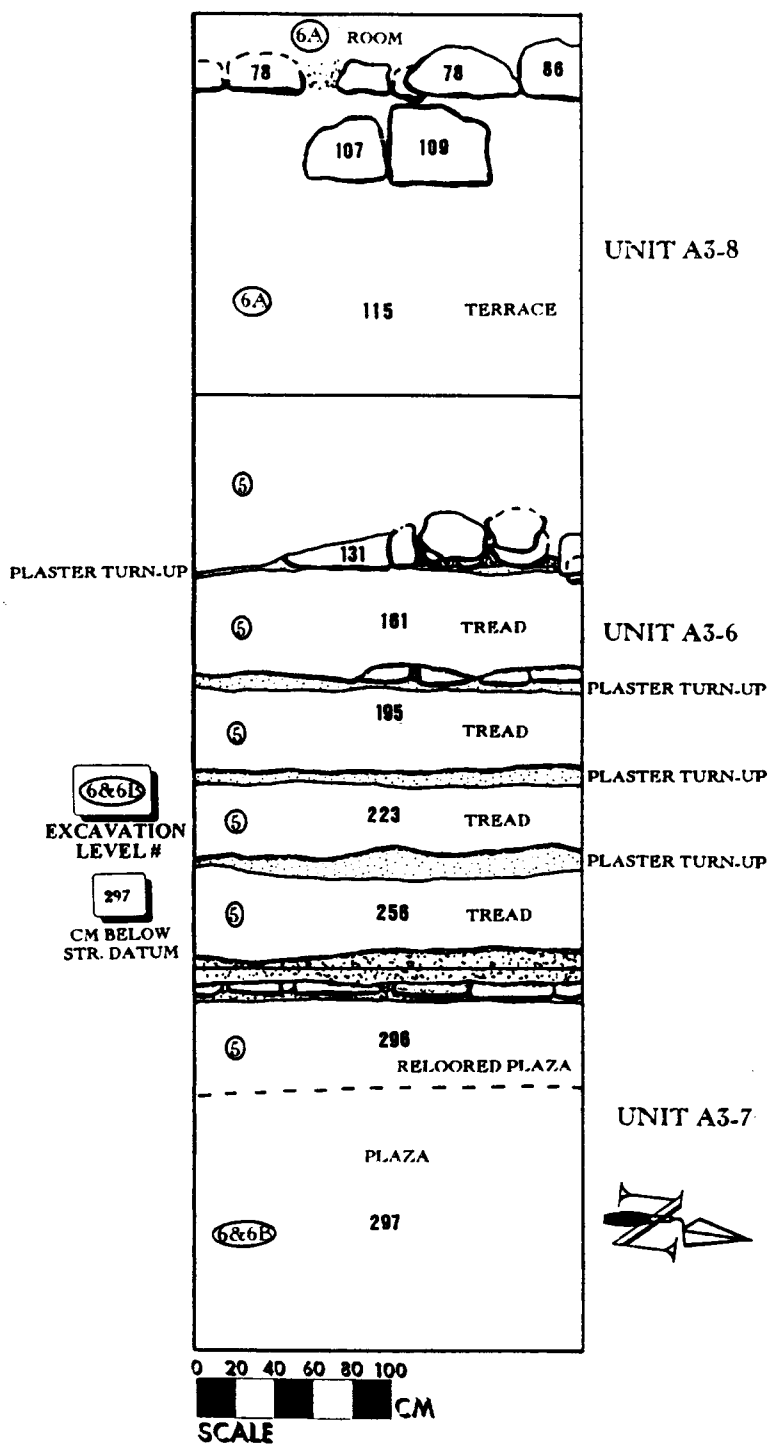 6A ROOM
78 78 86
107 109
UNIT A3-8
6A 115 TERRACE
5
131
PLASTER TURN-UP
5 161 TREAD UNIT A3-6
PLASTER TURN-UP
195
5 TREAD
6&6B PLASTER TURN-UP
EXCAVATION
LEVEL #
5 223 TREAD
PLASTER TURN-UP
297
CM BELOW
STR. DATUM
5 256 TREAD
5 296
RELOORED PLAZA
UNIT A3-7
PLAZA
6&6B 297
N
0 20 40 60 80 100
CM
SCALE